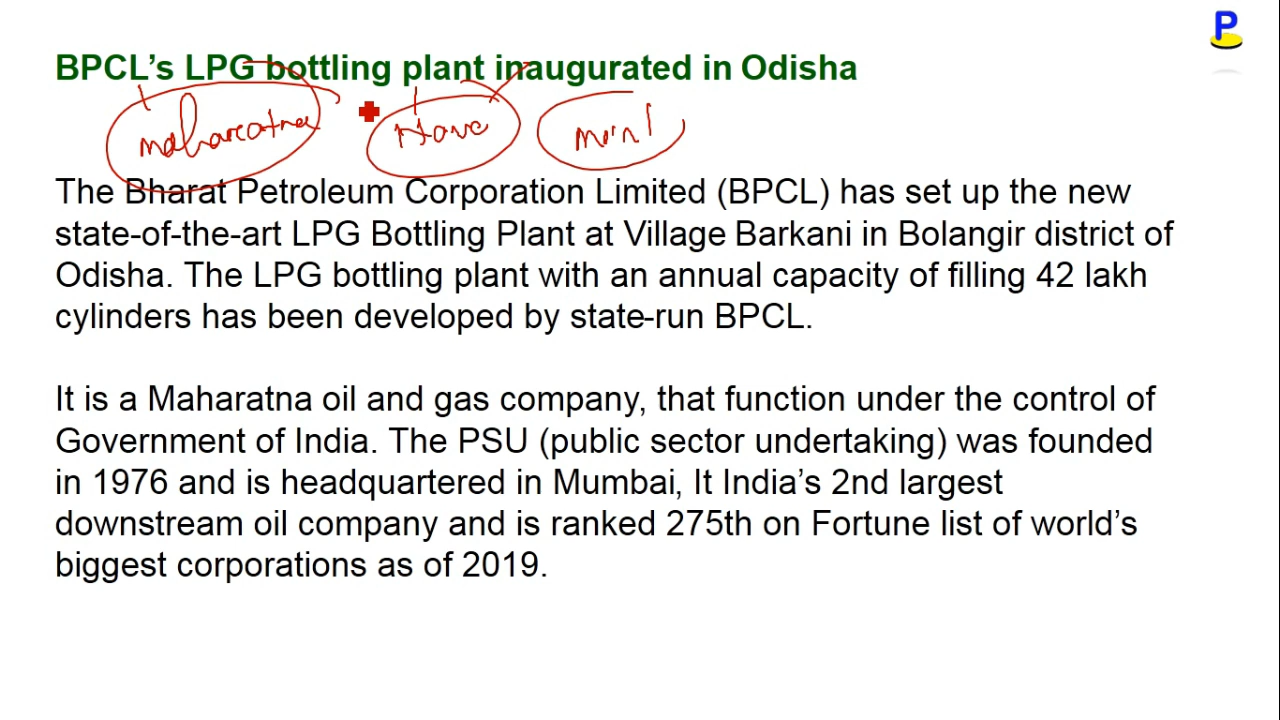 P
BPCL’s LPG bottling plant inaugurated in Odisha
maharatna Nava mini
The Bharat Petroleum Corporation Limited (BPCL) has set up the new
state-of-the-art LPG Bottling Plant at Village Barkani in Bolangir district of
Odisha. The LPG bottling plant with an annual capacity of filling 42 lakh
cylinders has been developed by state-run BPCL.
It is a Maharatna oil and gas company, that function under the control of
Government of India. The PSU (public sector undertaking) was founded
in 1976 and is headquartered in Mumbai, It India’s 2nd largest
downstream oil company and is ranked 275th on Fortune list of world’s
biggest corporations as of 2019.